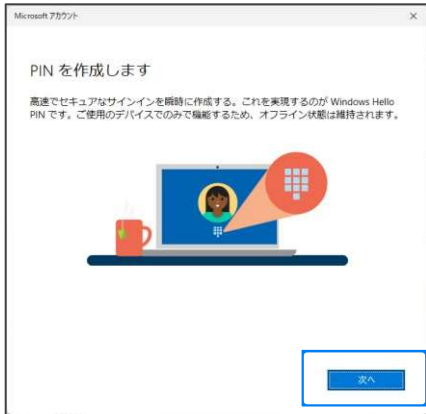 Microsoft アカウント
PIN を作成します
高速でセキュアなサインインを瞬時に作成する。これを実現するのが Windows Hello
PIN です。ご使用のデバイスでのみで機能するため、オフライン状態は維持されます。
次へ